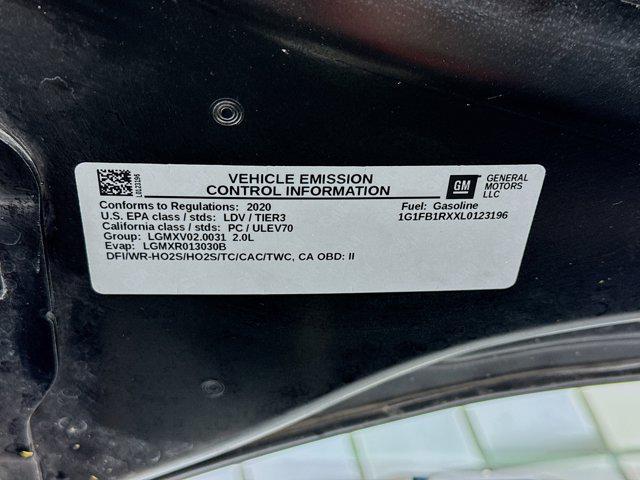 L0123196
VEHICLE EMISSION
CONTROL INFORMATION
GM
GENERAL
MOTORS
LLC
Conforms to Regulations: 2020
U.S. EPA class / stds: LDV / TIER3
California class / stds: PC / ULEV70
Group: LGMXV02.0031 2.0L
Evap: LGMXR013030B
DFI/WR-HO2S/HO2S/TC/CAC/TWC, CA OBD: II
Fuel: Gasoline
1G1FB1RXXL0123196